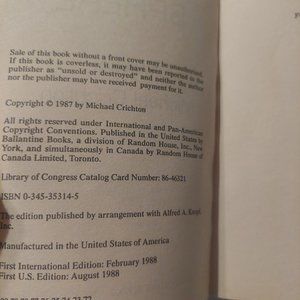 Sale of this book without a front cover may be unauthorized.
If this book is coverless, it may have been reported to the
publisher as "unsold or destroyed" and neither the author
nor the publisher may have received payment for it.
Copyright © 1987 by Michael Crichton
All rights reserved under International and Pan-American
Copyright Conventions. Published in the United States by
Ballantine Books, a division of Random House, Inc., New
York, and simultaneously in Canada by Random House of
Canada Limited, Toronto.
Library of Congress Catalog Card Number: 86-46321
ISBN 0-345-35314-5
The edition published by arrangement with Alfred A. Knopf,
Inc.
Manufactured in the United States of America
First International Edition: February 1988
First U.S. Edition: August 1988